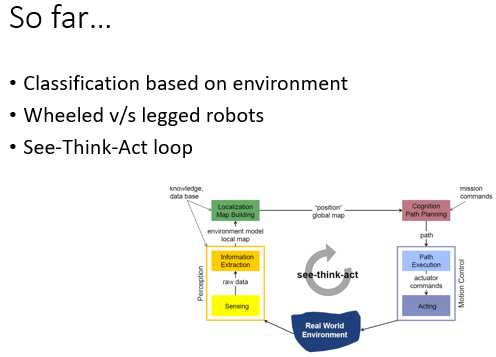 So far...
• Classification based on environment
• Wheeled v/s legged robots
• See-Think-Act loop
knowledge,
data base
Localization
Map Building
"position"
global map
Cognition
Path Planning
mission
commands
environment model
local map
path
Perception
Information
Extraction
raw data
Sensing
see-think-act
Path
Execution
actuator
commands
Acting
Motion Control
Real World
Environment